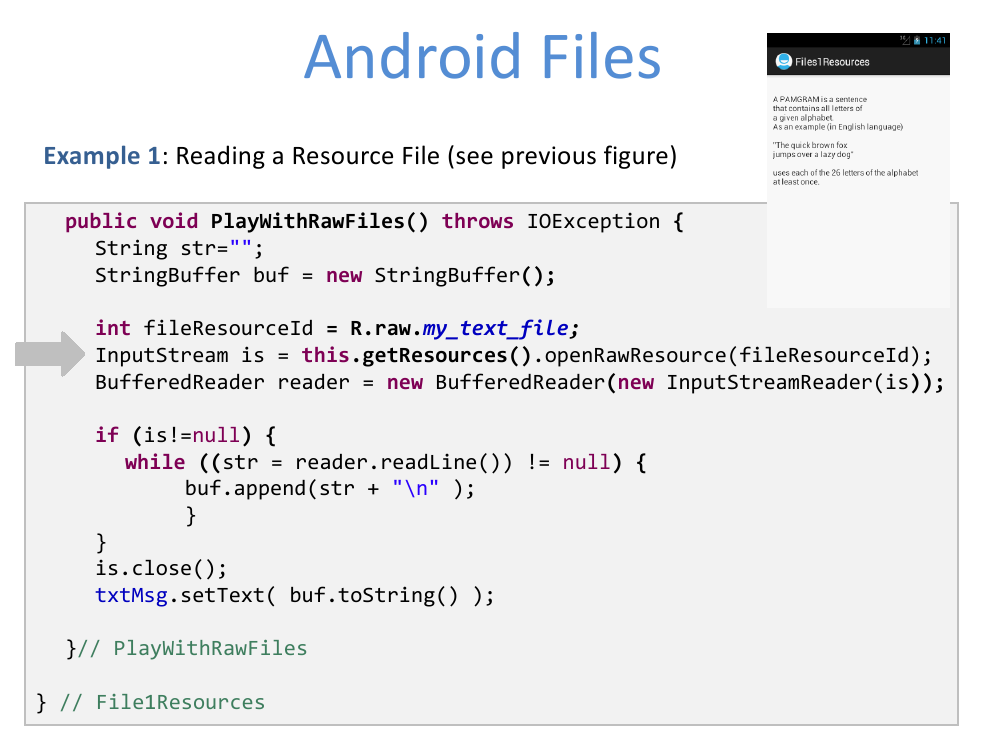 Android Files
11:41
Files1Resources
A PAMGRAM is a sentence
that contains all letters of
a given alphabet.
As an example (in English language)
"The quick brown fox
jumps over a lazy dog"
uses each of the 26 letters of the alphabet
at least once.
Example 1: Reading a Resource File (see previous figure)
public void PlayWithRawFiles() throws IOException {
String str="";
StringBuffer buf = new StringBuffer();
int fileResourceId = R.raw.my_text_file;
InputStream is = this.getResources().openRawResource(fileResourceId);
BufferedReader reader = new BufferedReader(new InputStreamReader(is));
if (is!=null) {
while ((str = reader.readLine()) != null) {
buf.append(str + "\n" );
}
}
is.close();
txtMsg.setText( buf.toString() );
}// PlayWithRawFiles
} // File1Resources